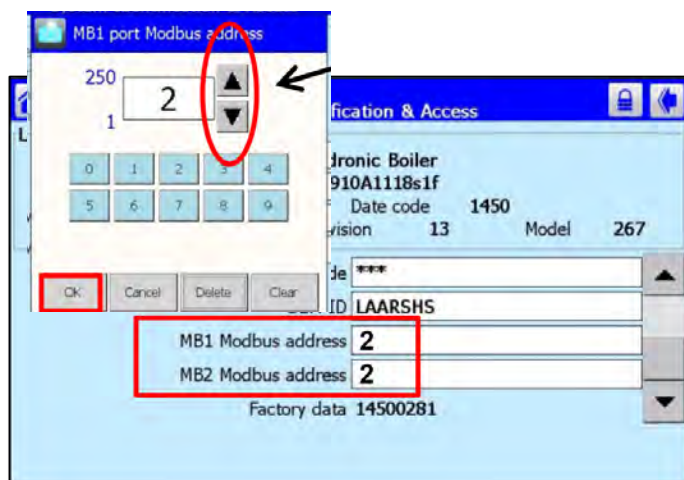 MB1 port Modbus address
250
2
1
0 1 2 3 4
5 6 7 8 9
OK Cancel Delete Clear
fication & Access
L
dronic Boiler
910A1118s1f
Date code 1450
vision 13 Model 267
de ***
ID LAARSHS
MB1 Modbus address 2
MB2 Modbus address 2
Factory data 14500281